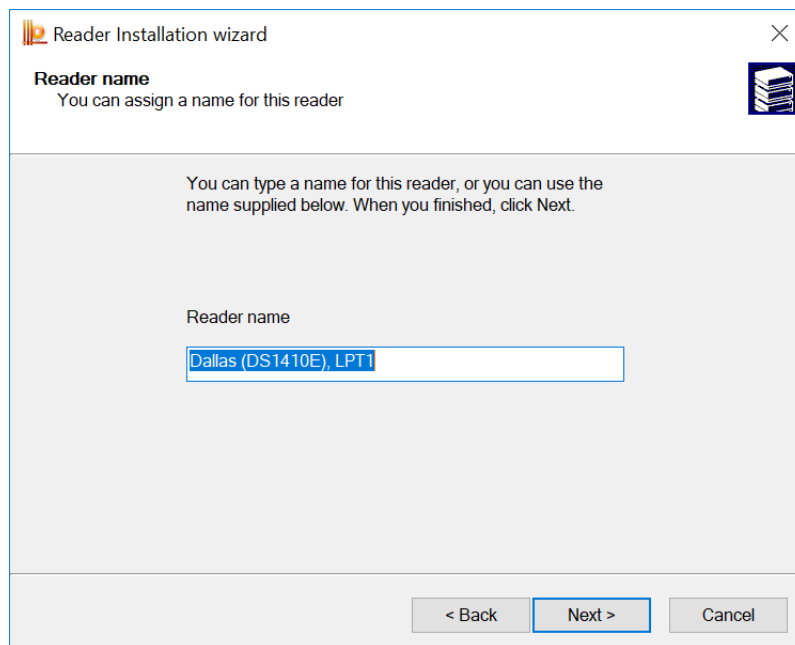 Reader Installation wizard
Reader name
You can assign a name for this reader
You can type a name for this reader, or you can use the
name supplied below. When you finished, click Next.
Reader name
Dallas (DS1410E), LPT1
< Back Next > Cancel